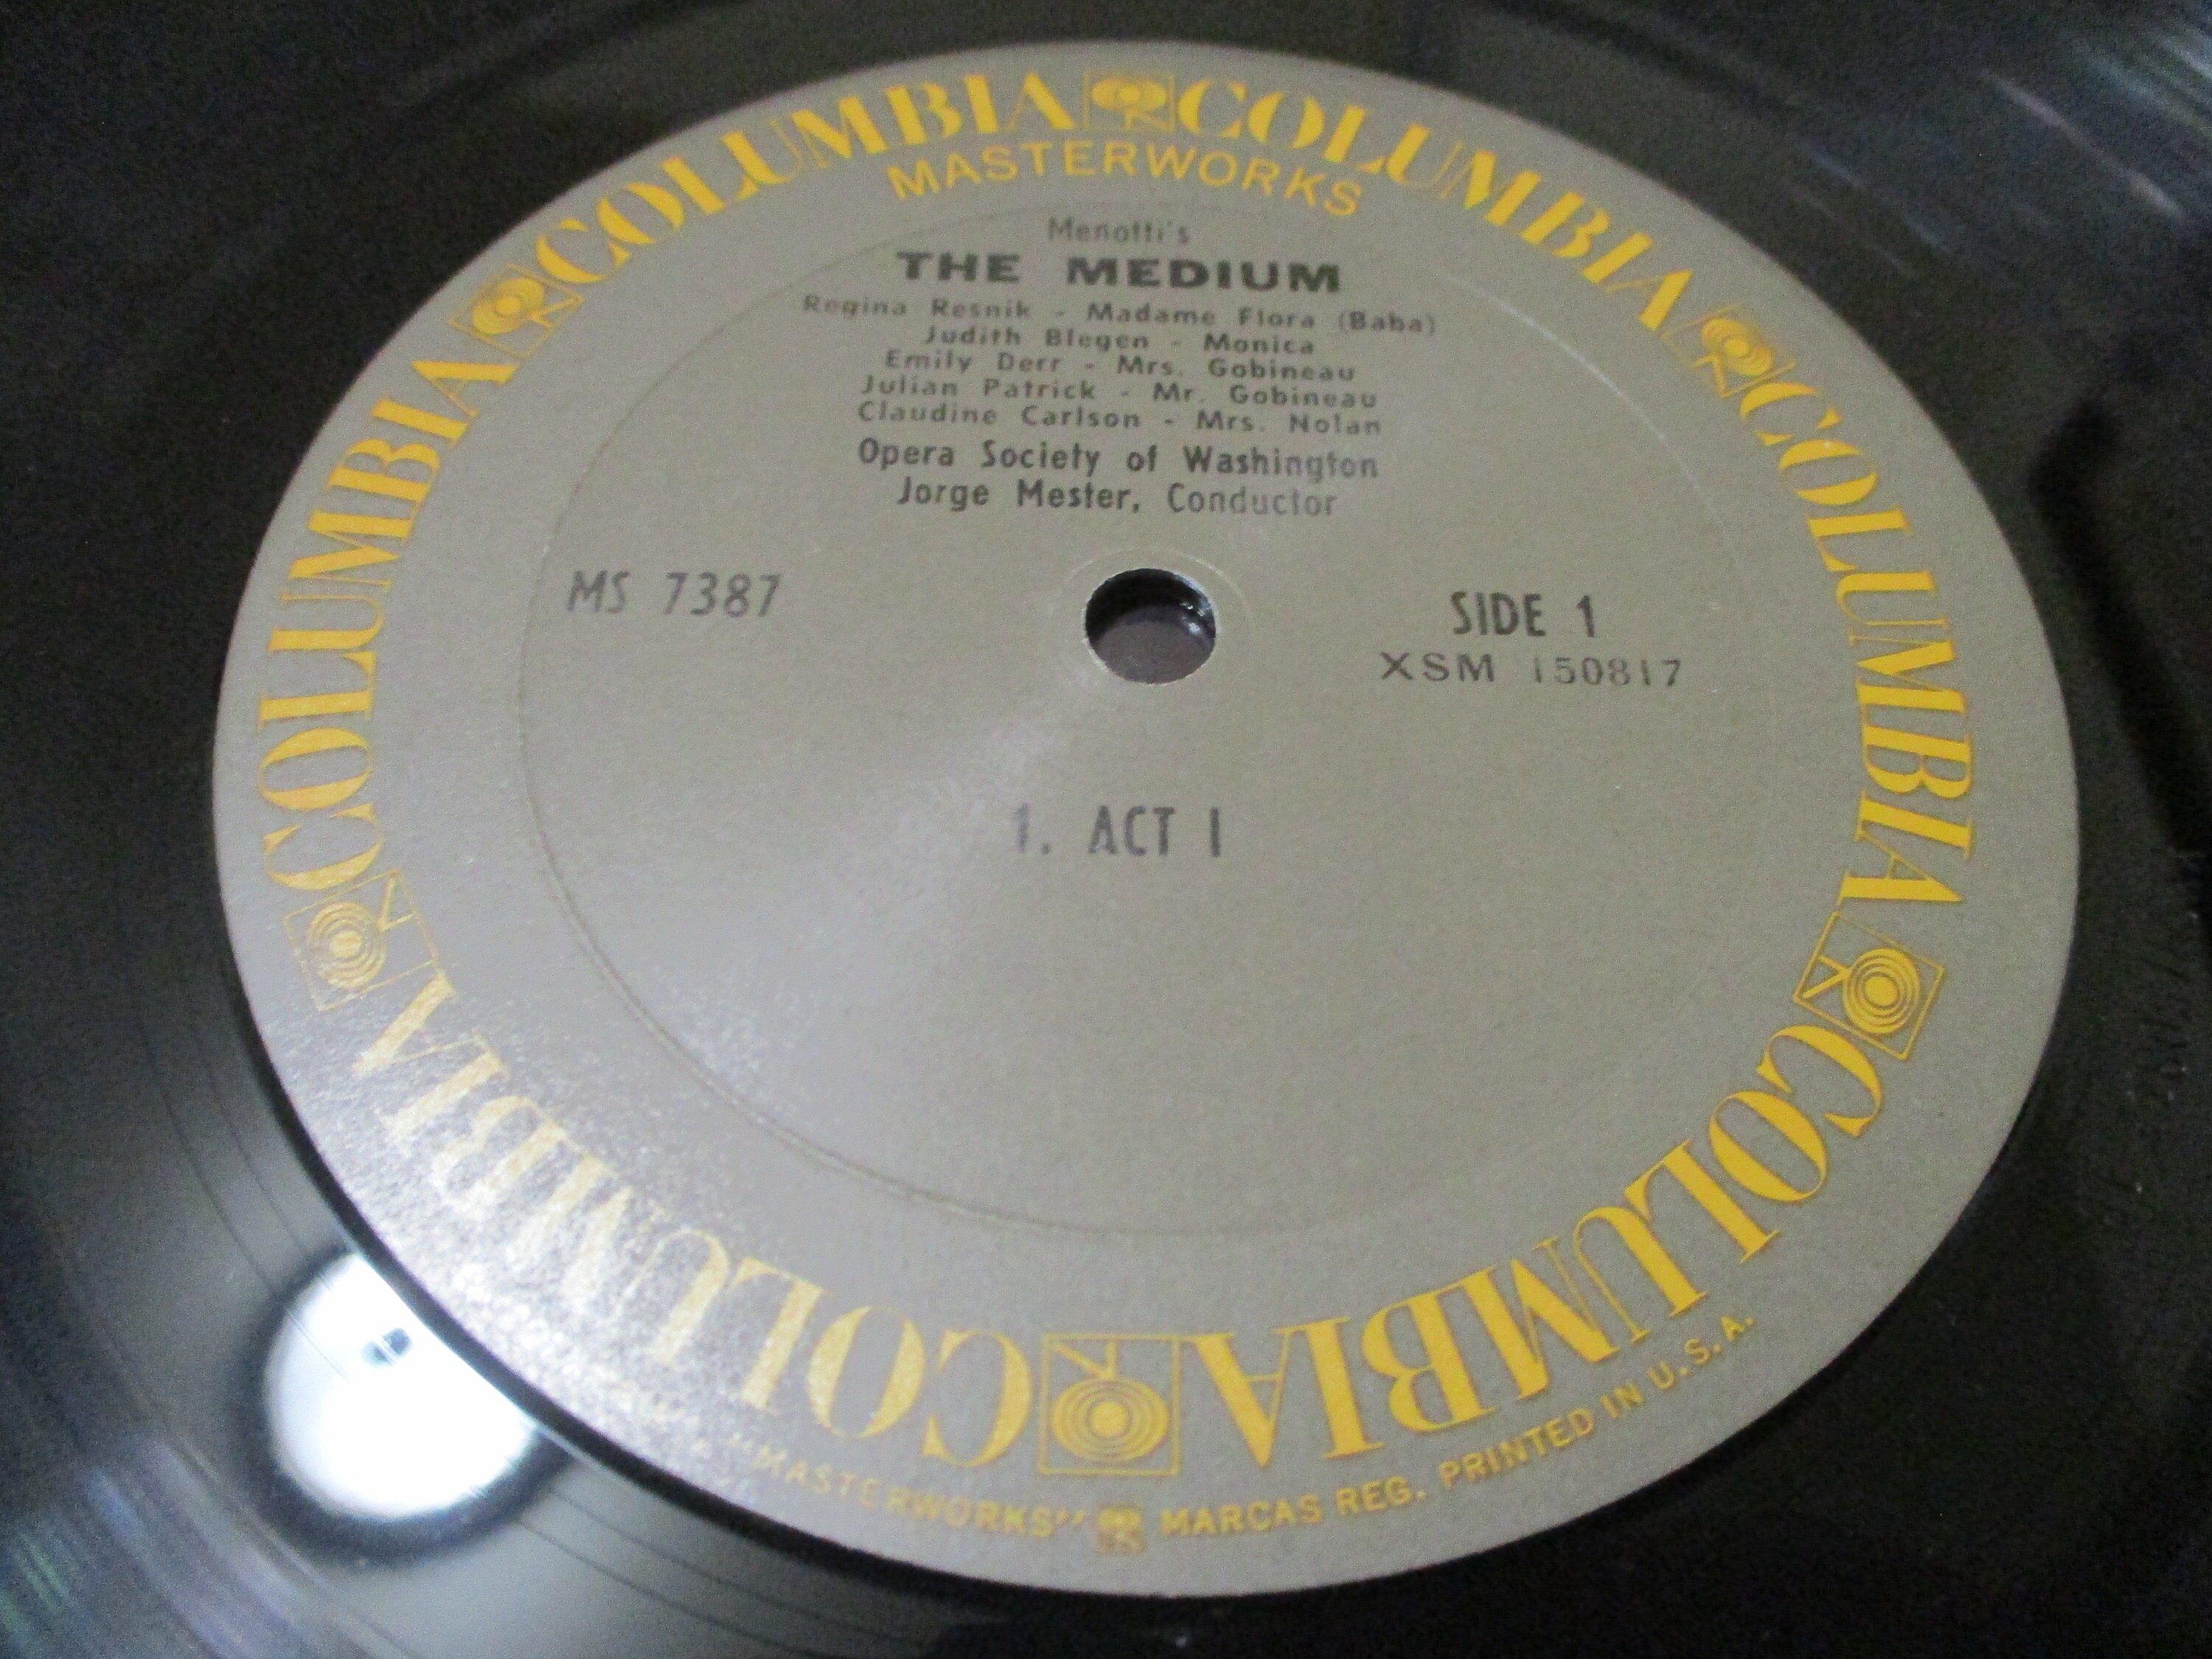 COLUMBIA COLUMBIA COLUMBIA COLUMBIA COLUMBIA COLUMBIA
MASTERWORKS
Menotti's
THE MEDIUM
Regina Resnik - Madame Flora (Baba)
Judith Blegen - Monica
Emily Derr - Mrs. Gobineau
Julian Patrick - Mr. Gobineau
Claudine Carlson - Mrs. Nolan
Opera Society of Washington
Jorge Mester, Conductor
MS 7387
SIDE 1
XSM 150817
1. ACT I
"MASTERWORKS" MARCAS REG. PRINTED IN U.S.A.